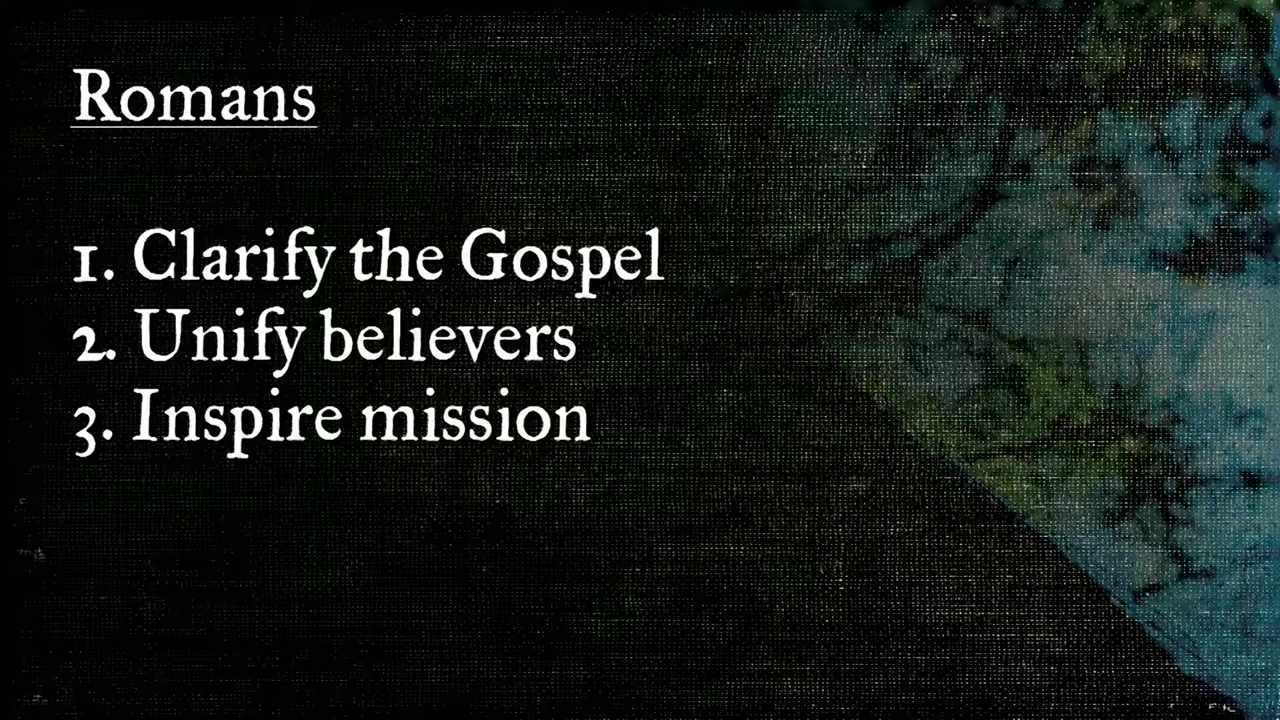 Romans
1. Clarify the Gospel
2. Unify believers
3. Inspire mission